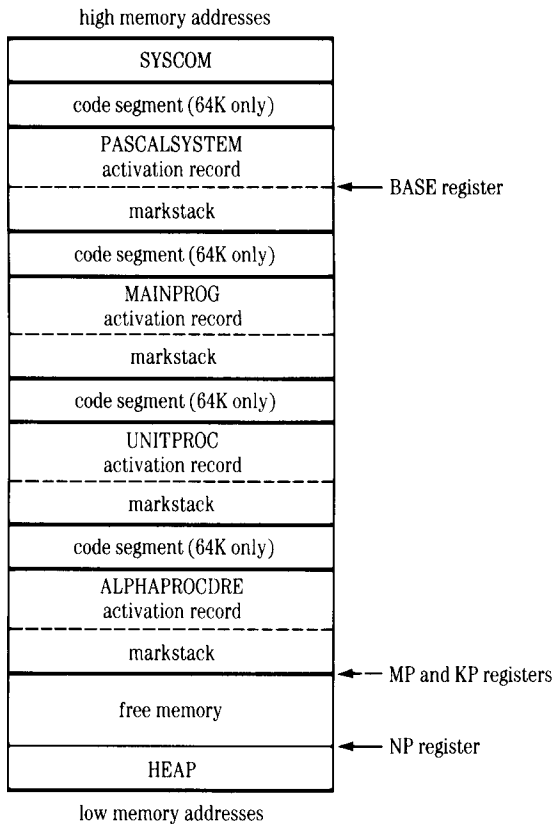 high memory addresses
SYSCOM
code segment (64K only)
PASCALSYSTEM
activation record
BASE register
markstack
code segment (64K only)
MAINPROG
activation record
markstack
code segment (64K only)
UNITPROC
activation record
markstack
code segment (64K only)
ALPHAPROCDRE
activation record
markstack
MP and KP registers
free memory
NP register
HEAP
low memory addresses